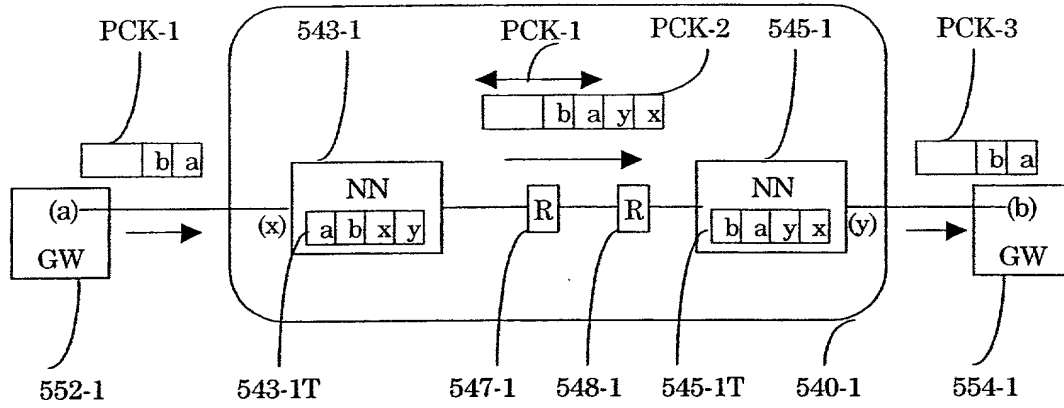 PCK-1 543-1 PCK-1 PCK-2 545-1 PCK-3
b a y x
b a
b a
NN NN
(a) (x) R R (y) (b)
a b x y
b a y x
GW GW
552-1 543-1T 547-1 548-1 545-1T 540-1 554-1